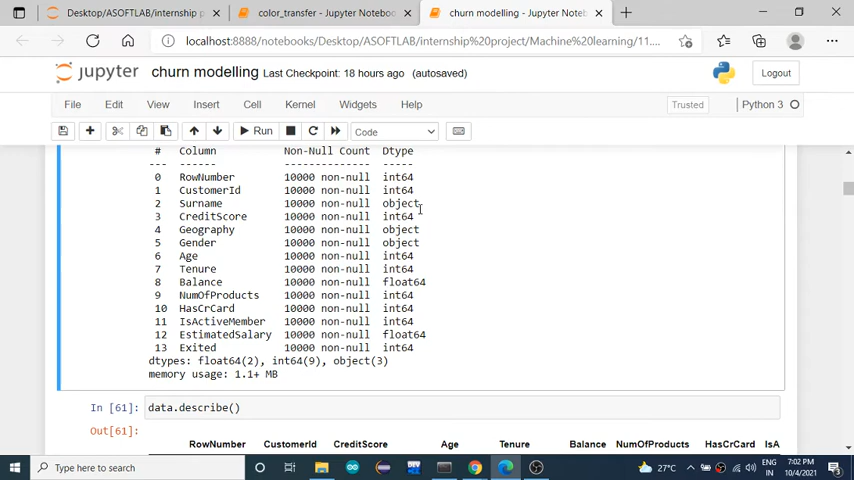 Desktop/ASOFTLAB/internship p
color_transfer - Jupyter Noteboo
churn modelling - Jupyter Noteb
localhost:8888/notebooks/Desktop/ASOFTLAB/internship%20project/Machine%20learning/11....
jupyter churn modelling Last Checkpoint: 18 hours ago (autosaved)
Logout
File Edit View Insert Cell Kernel Widgets Help
Trusted
Python 3
Run
Code
# Column Non-Null Count Dtype
--- ------ -------------- -----
0 RowNumber 10000 non-null int64
1 CustomerId 10000 non-null int64
2 Surname 10000 non-null object
3 CreditScore 10000 non-null int64
4 Geography 10000 non-null object
5 Gender 10000 non-null object
6 Age 10000 non-null int64
7 Tenure 10000 non-null int64
8 Balance 10000 non-null float64
9 NumOfProducts 10000 non-null int64
10 HasCrCard 10000 non-null int64
11 IsActiveMember 10000 non-null int64
12 EstimatedSalary 10000 non-null float64
13 Exited 10000 non-null int64
dtypes: float64(2), int64(9), object(3)
memory usage: 1.1+ MB
In [61]: data.describe()
Out[61]:
RowNumber CustomerId CreditScore Age Tenure Balance NumOfProducts HasCrCard IsA
Type here to search
27°C
ENG
IN
7:02 PM
10/4/2021
3